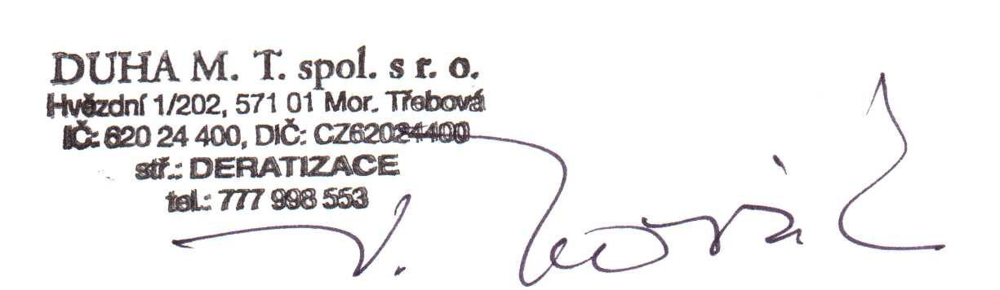 DUHA M. T. spol. s r. o.
Hvězdní 1/202, 571 01 Mor. Třebová
IČ: 620 24 400, DIČ: CZ62024400
stř.: DERATIZACE
tel.: 777 998 553